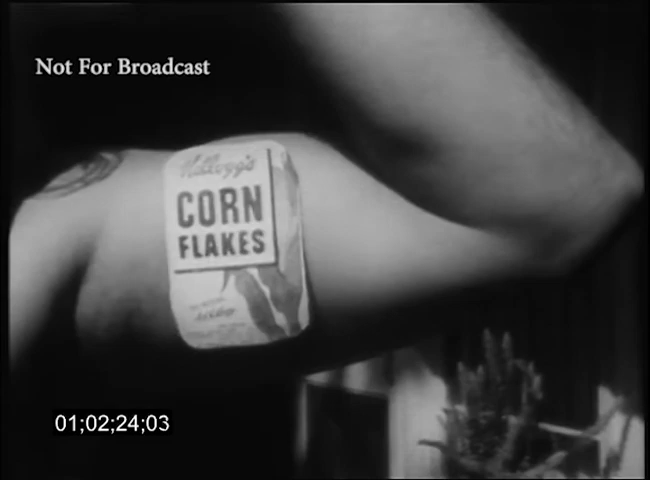 Not For Broadcast
Kellogg's
CORN
FLAKES
01;02;24;03